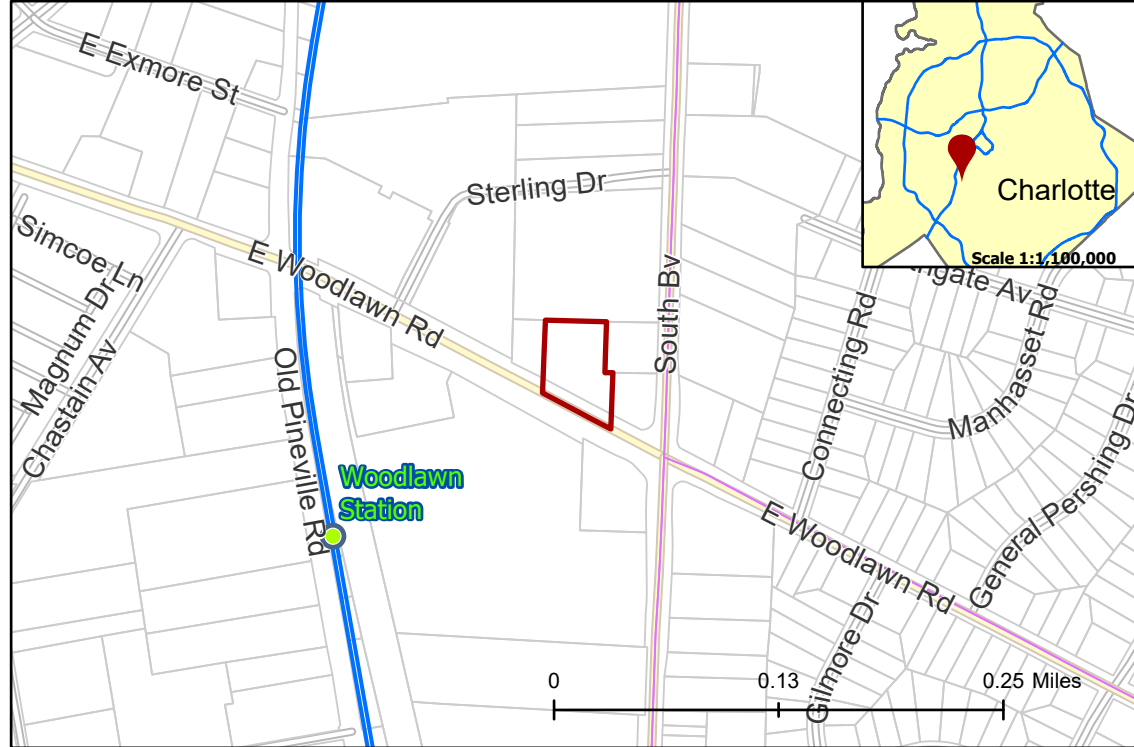 E Exmore St
Sterling Dr
Charlotte
Scale 1:1,100,000
Simcoe Ln
E Woodlawn Rd
South Bv
Magnum Dr
Chastain Av
Old Pineville Rd
Connecting Rd
Manhasset Rd
General Pershing Dr
Woodlawn
Station
E Woodlawn Rd
Gilmore Dr
0
0.13
0.25 Miles